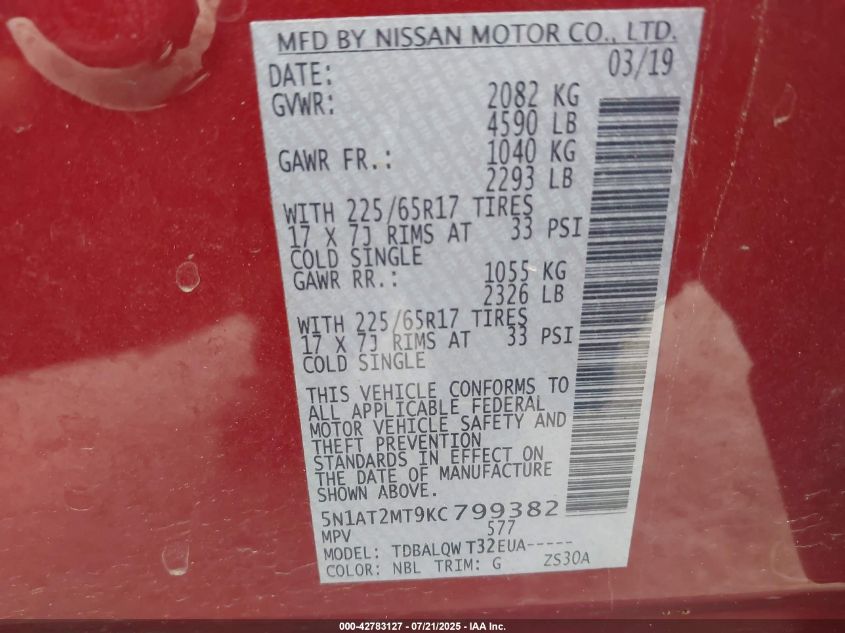 MFD BY NISSAN MOTOR CO., LTD.
DATE: 03/19
GVWR: 2082 KG
4590 LB
GAWR FR.: 1040 KG
2293 LB
WITH 225/65R17 TIRES
17 X 7J RIMS AT 33 PSI
COLD SINGLE
GAWR RR.: 1055 KG
2326 LB
WITH 225/65R17 TIRES
17 X 7J RIMS AT 33 PSI
COLD SINGLE
THIS VEHICLE CONFORMS TO
ALL APPLICABLE FEDERAL
MOTOR VEHICLE SAFETY AND
THEFT PREVENTION
STANDARDS IN EFFECT ON
THE DATE OF MANUFACTURE
SHOWN ABOVE.
5N1AT2MT9KC799382
MPV 577
MODEL: TDBALQW T32EUA-----
COLOR: NBL TRIM: G ZS30A
000-42783127 - 07/21/2025 - IAA Inc.